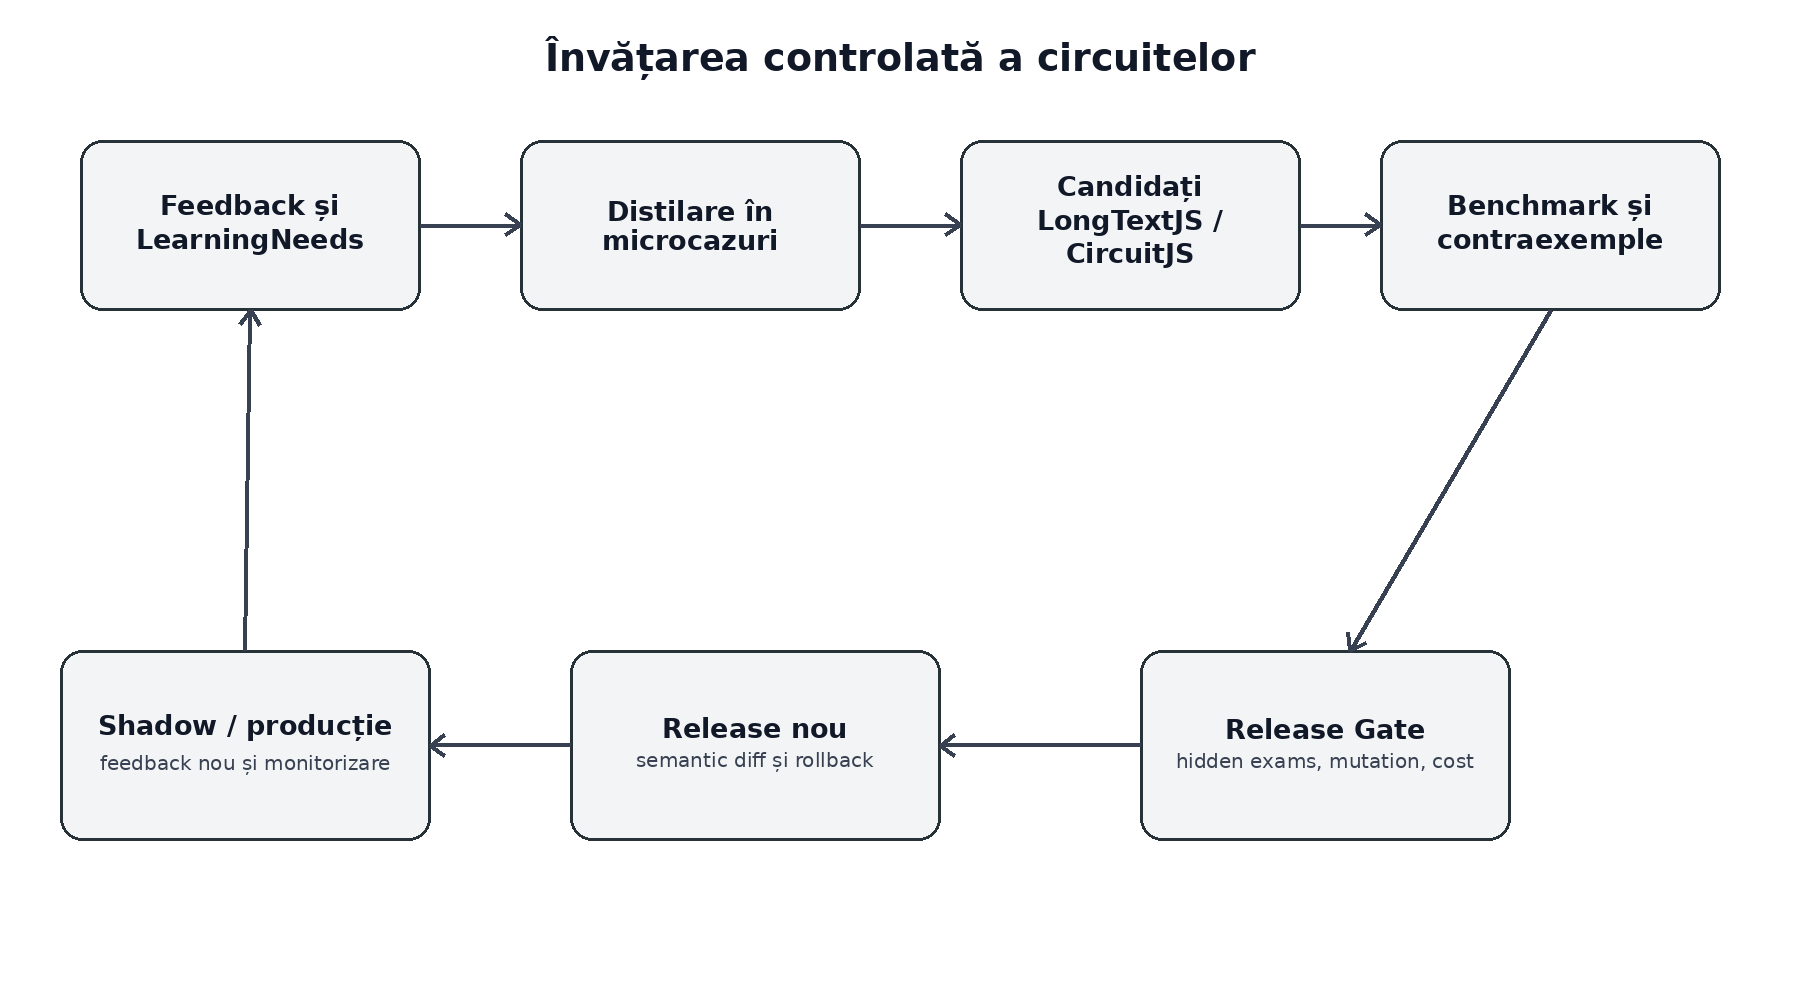 Învățarea controlată a circuitelor
Feedback și
LearningNeeds
Distilare în
microcazuri
Candidați
LongTextJS /
CircuitJS
Benchmark și
contraexemple
Shadow / producție
feedback nou și monitorizare
Release nou
semantic diff și rollback
Release Gate
hidden exams, mutation, cost